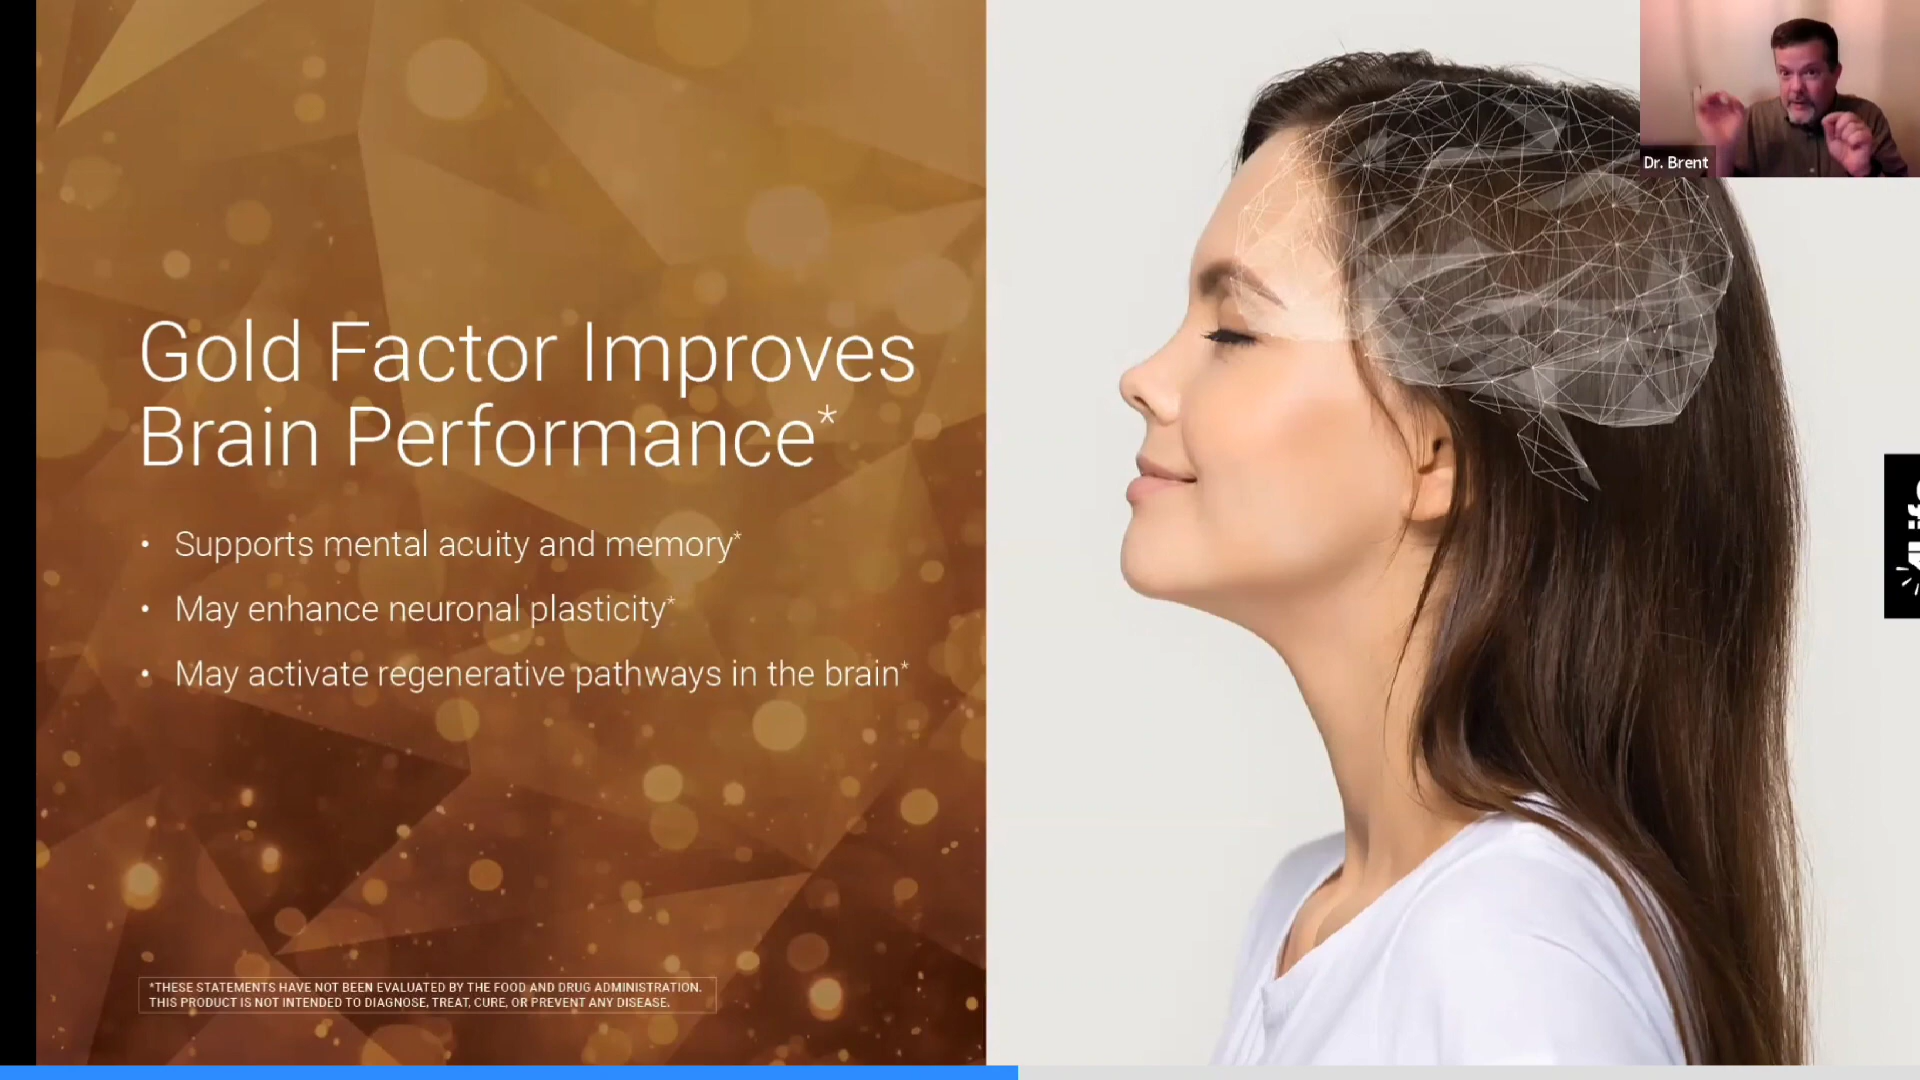 Gold Factor Improves
Brain Performance*
• Supports mental acuity and memory*
• May enhance neuronal plasticity*
• May activate regenerative pathways in the brain*
*THESE STATEMENTS HAVE NOT BEEN EVALUATED BY THE FOOD AND DRUG ADMINISTRATION.
THIS PRODUCT IS NOT INTENDED TO DIAGNOSE, TREAT, CURE, OR PREVENT ANY DISEASE.
Dr. Brent